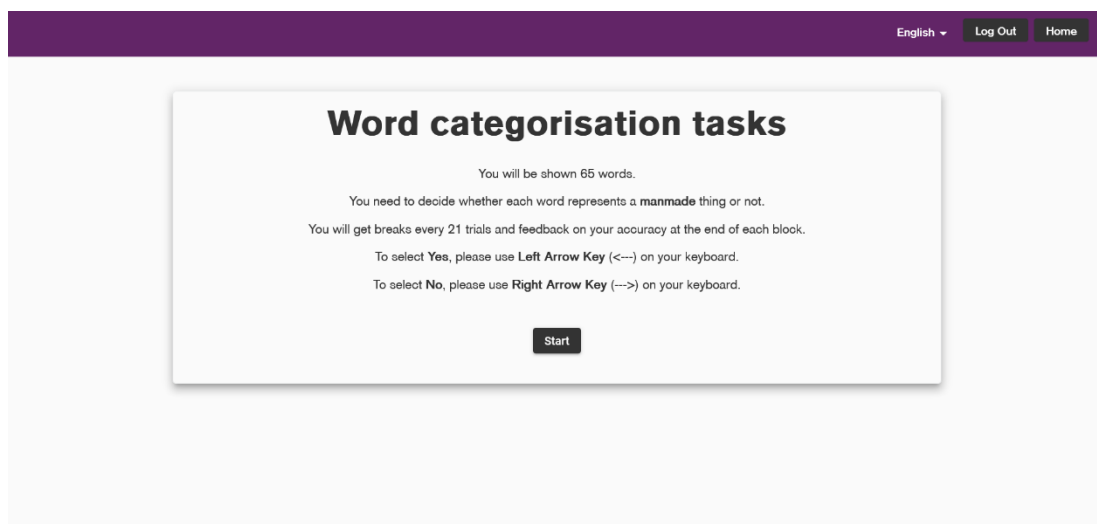 English Log Out Home
Word categorisation tasks
You will be shown 65 words.
You need to decide whether each word represents a manmade thing or not.
You will get breaks every 21 trials and feedback on your accuracy at the end of each block.
To select Yes, please use Left Arrow Key (<---) on your keyboard.
To select No, please use Right Arrow Key (--->) on your keyboard.
Start